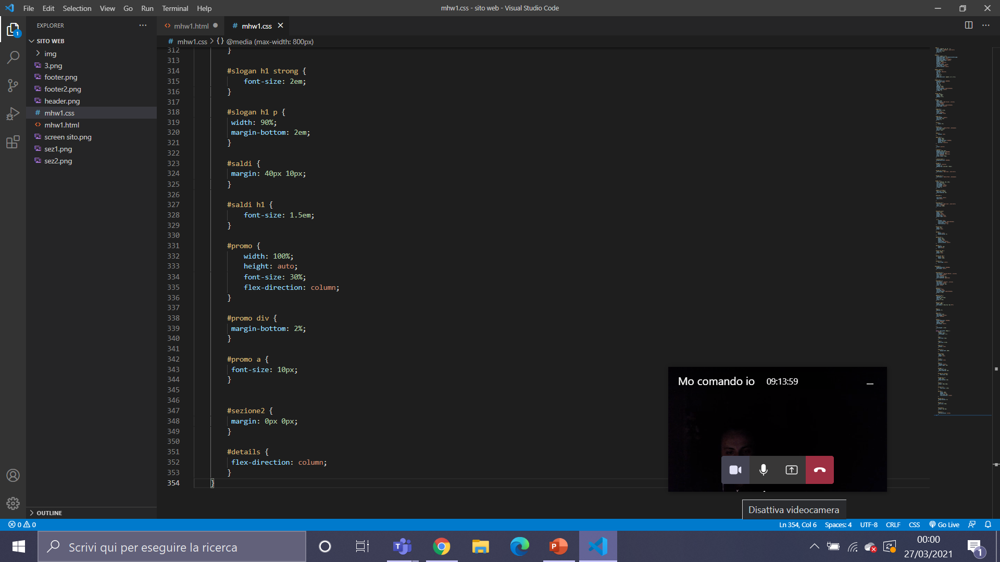 File Edit Selection View Go Run Terminal Help
mhw1.css - sito web - Visual Studio Code
EXPLORER
mhw1.html
# mhw1.css
# mhw1.css > {} @media (max-width: 800px)
SITO WEB
img
3.png
footer.png
footer2.png
header.png
# mhw1.css
mhw1.html
screen sito.png
sez1.png
sez2.png
OUTLINE
1
312 }
313
314 #slogan h1 strong {
315 font-size: 2em;
316 }
317
318 #slogan h1 p {
319 width: 90%;
320 margin-bottom: 2em;
321 }
322
323 #saldi {
324 margin: 40px 10px;
325 }
326
327 #saldi h1 {
328 font-size: 1.5em;
329 }
330
331 #promo {
332 width: 100%;
333 height: auto;
334 font-size: 30%;
335 flex-direction: column;
336 }
337
338 #promo div {
339 margin-bottom: 2%;
340 }
341
342 #promo a {
343 font-size: 10px;
344 }
345
346
347 #sezione2 {
348 margin: 0px 0px;
349 }
350
351 #details {
352 flex-direction: column;
353 }
354 }
Mo comando io 09:13:59
Disattiva videocamera
0 0
Ln 354, Col 6 Spaces: 4 UTF-8 CRLF CSS Go Live
Scrivi qui per eseguire la ricerca
00:00
27/03/2021
1